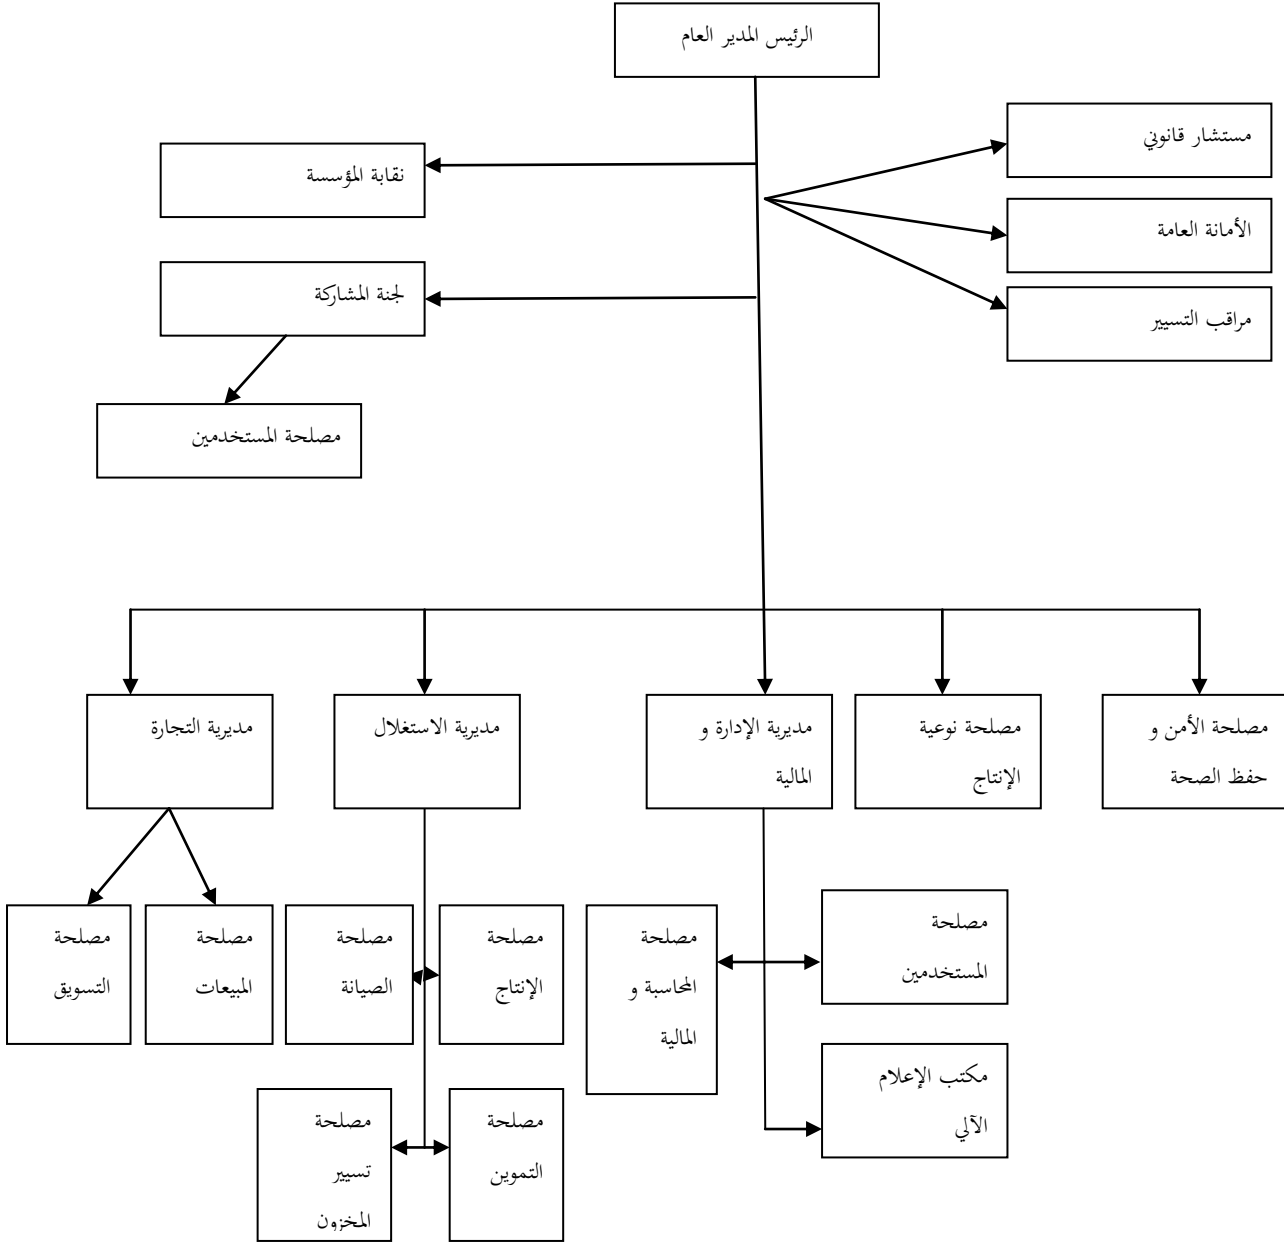 الرئيس المدير العام
مستشار قانوني
نقابة المؤسسة
الأمانة العامة
لجنة المشاركة
مراقب التسيير
مصلحة المستخدمين
مصلحة الأمن و
حفظ الصحة
مصلحة نوعية
الإنتاج
مديرية الإدارة و
المالية
مديرية الاستغلال
مديرية التجارة
مصلحة
المستخدمين
مصلحة
المحاسبة و
المالية
مصلحة
الإنتاج
مصلحة
الصيانة
مصلحة
المبيعات
مصلحة
التسويق
مكتب الإعلام
الآلي
مصلحة
التموين
مصلحة
تسيير
المخزون